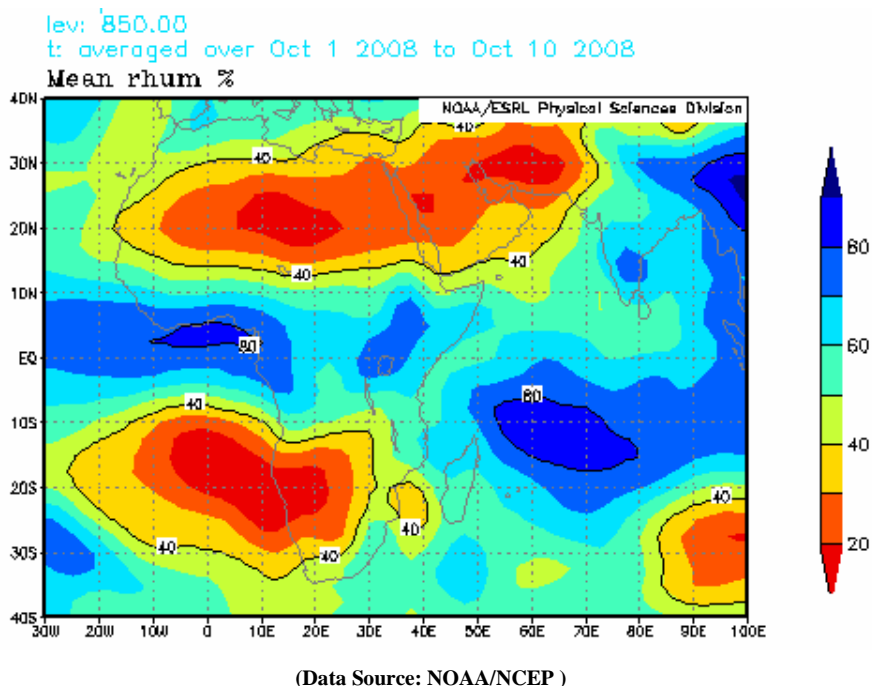 lev: 850.00
t: averaged over Oct 1 2008 to Oct 10 2008
Mean rhum %
NOAA/ESRL Physical Sciences Division
40N
30N
20N
10N
EQ
10S
20S
30S
40S
30W 20W 10W 0 10E 20E 30E 40E 50E 60E 70E 80E 90E 100E
40
40
40
40
80
80
40
40
40
40
40
80
60
40
20
(Data Source: NOAA/NCEP )